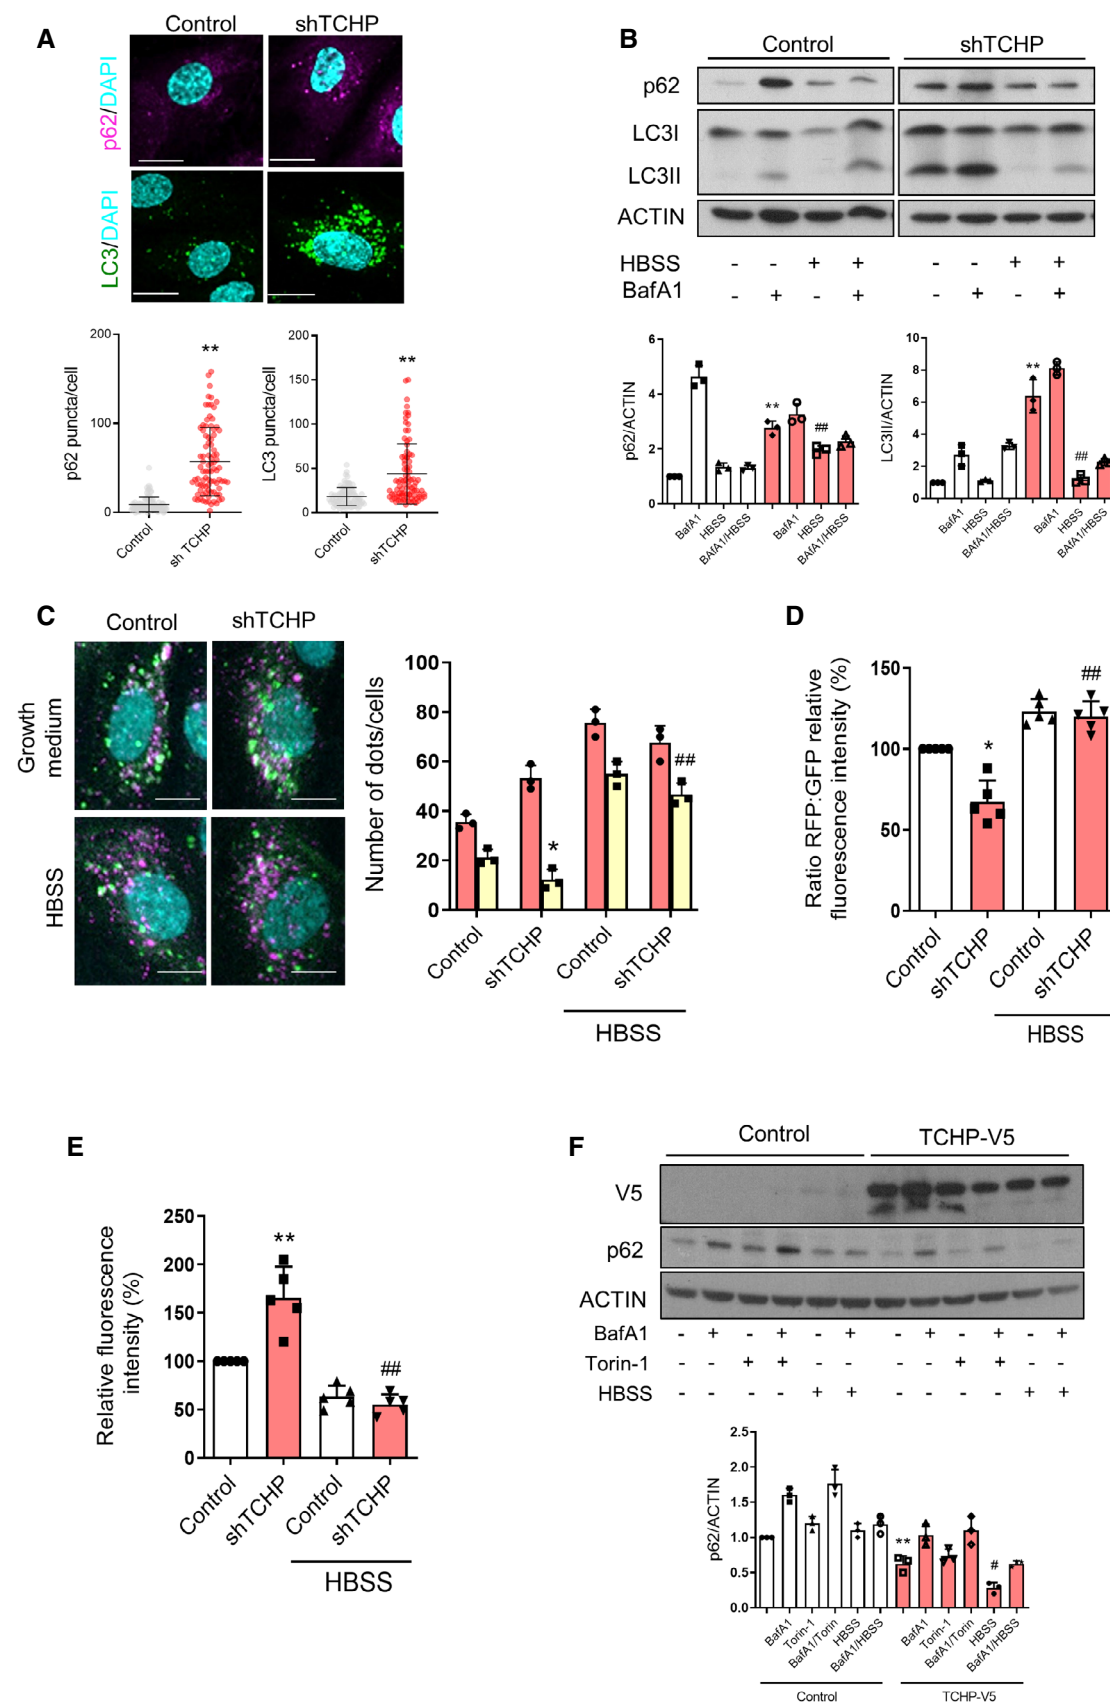 A
Control shTCHP
p62/DAPI
LC3/DAPI
p62 puncta/cell
200
100
0
**
Control
sh TCHP
LC3 puncta/cell
200
150
100
50
0
**
Control
shTCHP
B
Control shTCHP
p62
LC3I
LC3II
ACTIN
HBSS - - + + - - + +
BafA1 - + - + - + - +
p62/ACTIN
6
4
2
0
** ##
BafA1
HBSS
BAfA1/HBSS
BafA1
HBSS
BAfA1/HBSS
LC3II/ACTIN
10
8
6
4
2
0
** ##
BafA1
HBSS
BAfA1/HBSS
BafA1
HBSS
BAfA1/HBSS
C
Control shTCHP
Growth
medium
HBSS
Number of dots/cells
100
80
60
40
20
0
* ##
Control
shTCHP
Control
shTCHP
HBSS
D
Ratio RFP:GFP relative
fluorescence intensity (%)
150
100
50
0
* ##
Control
shTCHP
Control
shTCHP
HBSS
E
Relative fluorescence
intensity (%)
250
200
150
100
50
0
** ##
Control
shTCHP
Control
shTCHP
HBSS
F
Control TCHP-V5
V5
p62
ACTIN
BafA1 - + - + - + - + - + - +
Torin-1 - - + + - - - - + + - -
HBSS - - - - + + - - - - + +
p62/ACTIN
2.5
2.0
1.5
1.0
0.5
0.0
** #
BafA1
Torin-1
BafA1/Torin
HBSS
BafA1/HBSS
BafA1
Torin-1
BafA1/Torin
HBSS
BafA1/HBSS
Control TCHP-V5